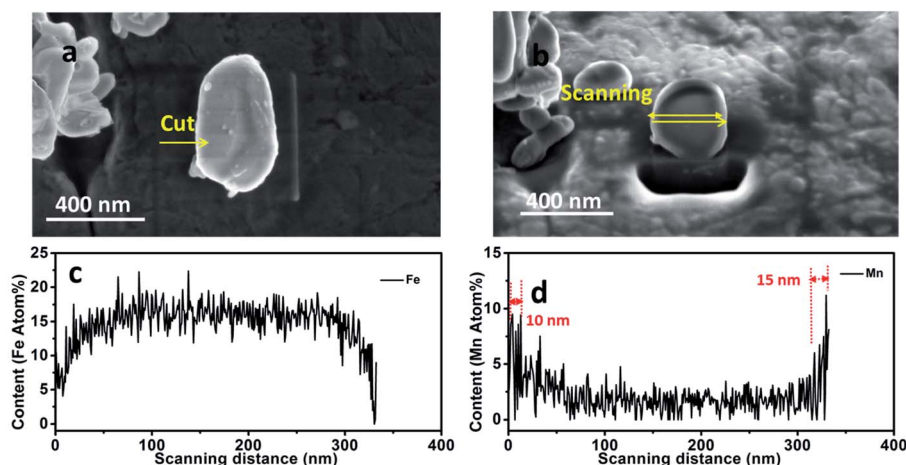 a
Cut
400 nm
b
Scanning
400 nm
c
Fe
Content (Fe Atom%)
25
20
15
10
5
0
0 100 200 300 400
Scanning distance (nm)
d
Mn
15 nm
10 nm
Content (Mn Atom%)
15
10
5
0
0 100 200 300 400
Scanning distance (nm)